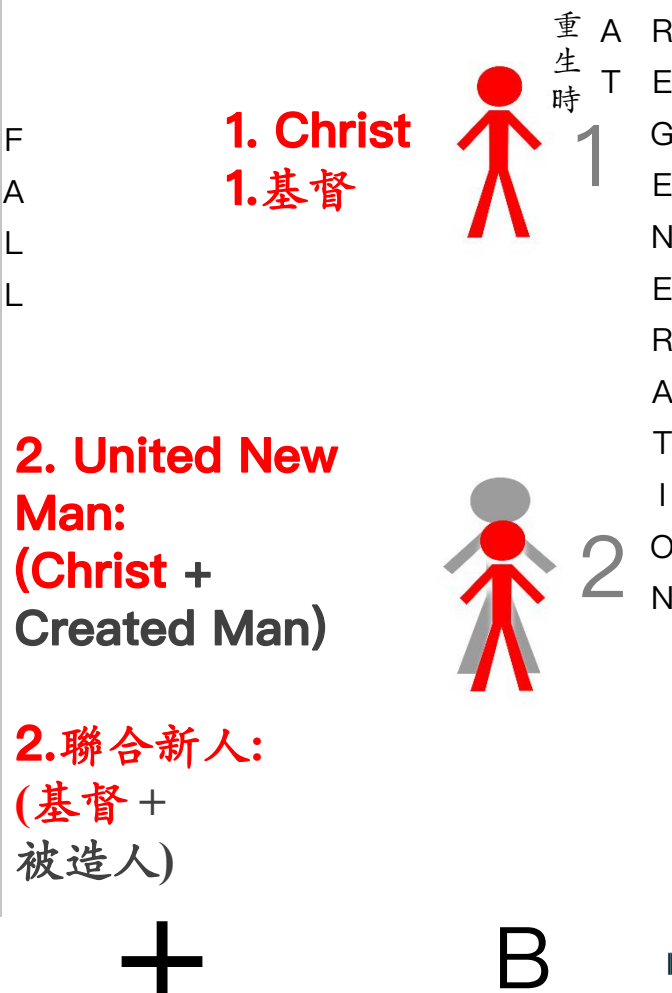 FALL
1. Christ
1.基督
重生時
AT
REGENERATION
1
2. United New
Man:
(Christ +
Created Man)
2
2.聯合新人:
(基督+
被造人)
+
B